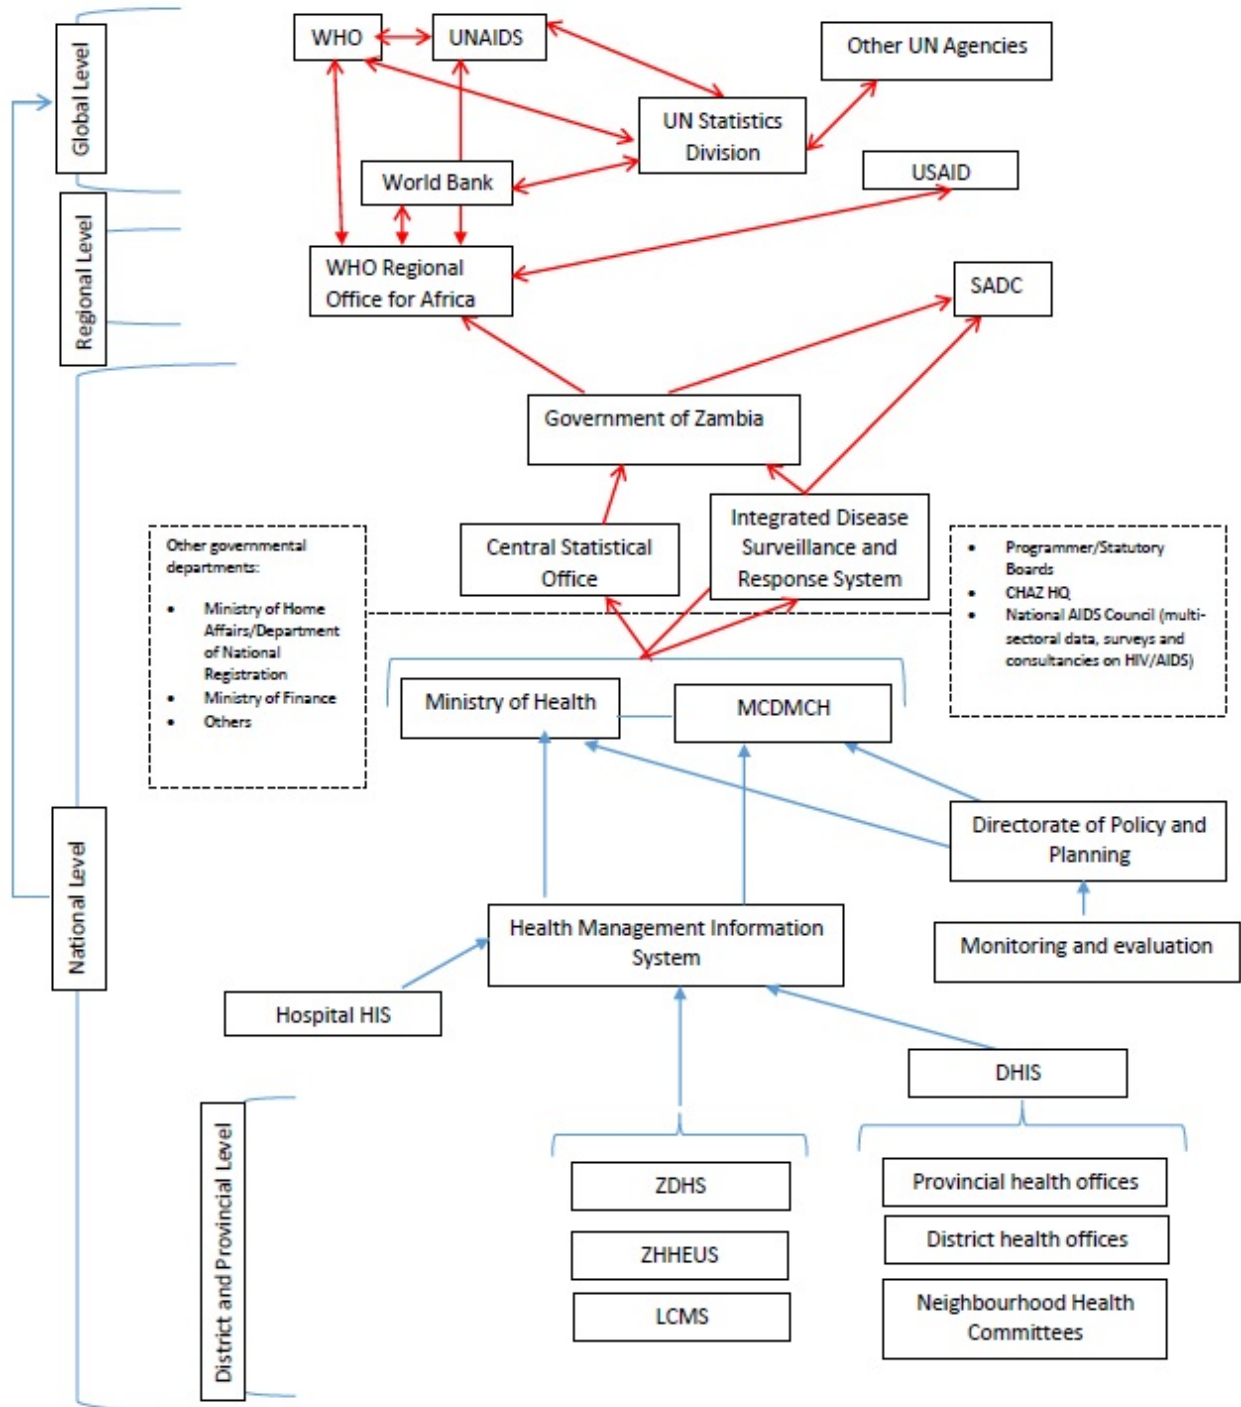 Global Level
WHO
UNAIDS
Other UN Agencies
UN Statistics
Division
World Bank
USAID
Regional Level
WHO Regional
Office for Africa
SADC
National Level
Government of Zambia
Central Statistical
Office
Integrated Disease
Surveillance and
Response System
Other governmental
departments:
• Ministry of Home
Affairs/Department
of National
Registration
• Ministry of Finance
• Others
• Programmer/Statutory
Boards
• CHAZ HQ
• National AIDS Council (multi-
sectoral data, surveys and
consultancies on HIV/AIDS)
Ministry of Health
MCDMCH
Directorate of Policy and
Planning
Health Management Information
System
Monitoring and evaluation
Hospital HIS
DHIS
District and Provincial Level
ZDHS
ZHHEUS
LCMS
Provincial health offices
District health offices
Neighbourhood Health
Committees